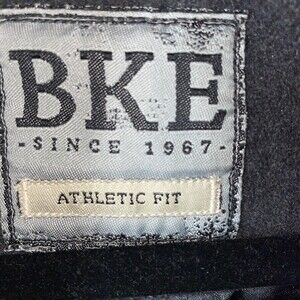 BKE
-SINCE 1967-
ATHLETIC FIT